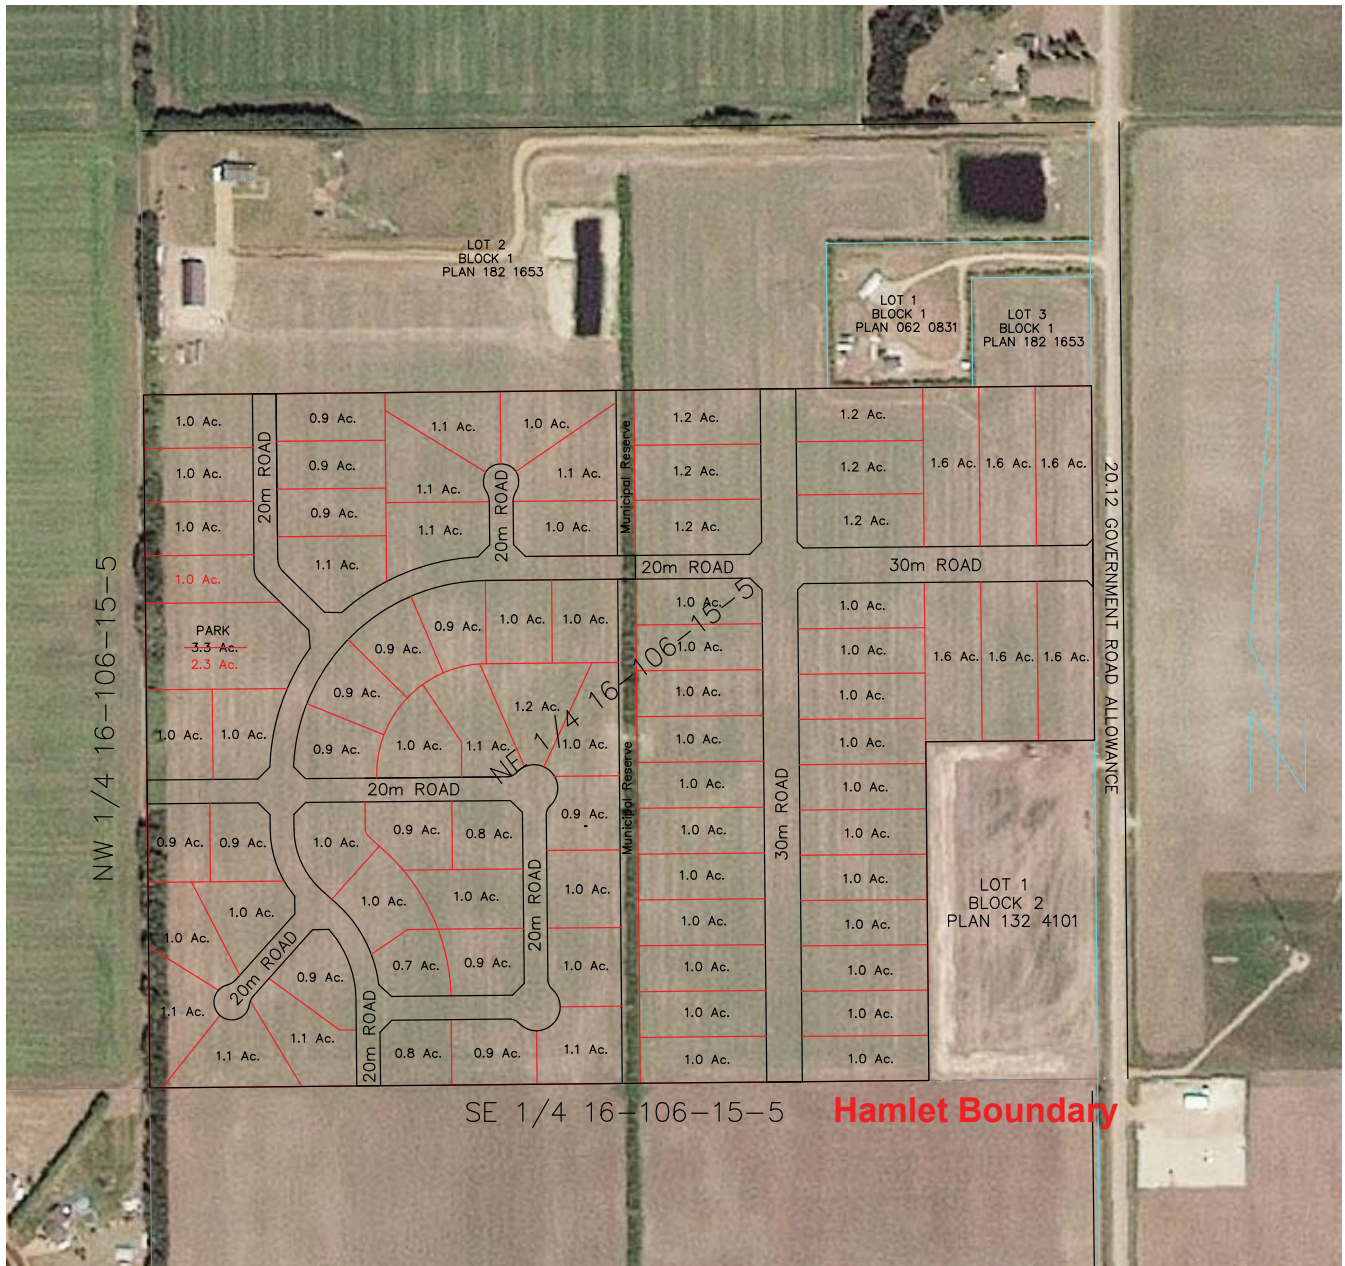 LOT 2
BLOCK 1
PLAN 182 1653
LOT 1
BLOCK 1
PLAN 062 0831
LOT 3
BLOCK 1
PLAN 182 1653
1.0 Ac.
1.0 Ac.
1.0 Ac.
1.0 Ac.
PARK
3.3 Ac.
2.3 Ac.
1.0 Ac.
1.0 Ac.
20m ROAD
0.9 Ac.
0.9 Ac.
0.9 Ac.
1.1 Ac.
1.1 Ac.
1.1 Ac.
1.1 Ac.
20m ROAD
1.0 Ac.
1.1 Ac.
1.0 Ac.
Municipal Reserve
1.2 Ac.
1.2 Ac.
1.2 Ac.
20m ROAD
1.2 Ac.
1.2 Ac.
1.2 Ac.
1.6 Ac.
1.6 Ac.
1.6 Ac.
30m ROAD
20.12 GOVERNMENT ROAD ALLOWANCE
NW 1/4 16-106-15-5
NE 1/4 16-106-15-5
0.9 Ac.
0.9 Ac.
0.9 Ac.
0.9 Ac.
1.0 Ac.
1.0 Ac.
1.0 Ac.
1.1 Ac.
1.2 Ac.
1.0 Ac.
20m ROAD
0.9 Ac.
Municipal Reserve
1.0 Ac.
1.0 Ac.
1.0 Ac.
1.0 Ac.
1.0 Ac.
1.0 Ac.
1.0 Ac.
1.0 Ac.
1.0 Ac.
1.0 Ac.
1.0 Ac.
30m ROAD
1.0 Ac.
1.0 Ac.
1.0 Ac.
1.0 Ac.
1.0 Ac.
1.0 Ac.
1.0 Ac.
1.0 Ac.
1.0 Ac.
1.0 Ac.
1.0 Ac.
1.6 Ac.
1.6 Ac.
1.6 Ac.
LOT 1
BLOCK 2
PLAN 132 4101
0.9 Ac.
0.9 Ac.
1.0 Ac.
1.0 Ac.
1.1 Ac.
1.1 Ac.
20m ROAD
0.9 Ac.
1.1 Ac.
20m ROAD
1.0 Ac.
0.9 Ac.
0.8 Ac.
1.0 Ac.
1.0 Ac.
0.7 Ac.
0.9 Ac.
20m ROAD
1.0 Ac.
1.0 Ac.
0.8 Ac.
0.9 Ac.
1.1 Ac.
SE 1/4 16-106-15-5
Hamlet Boundary
N